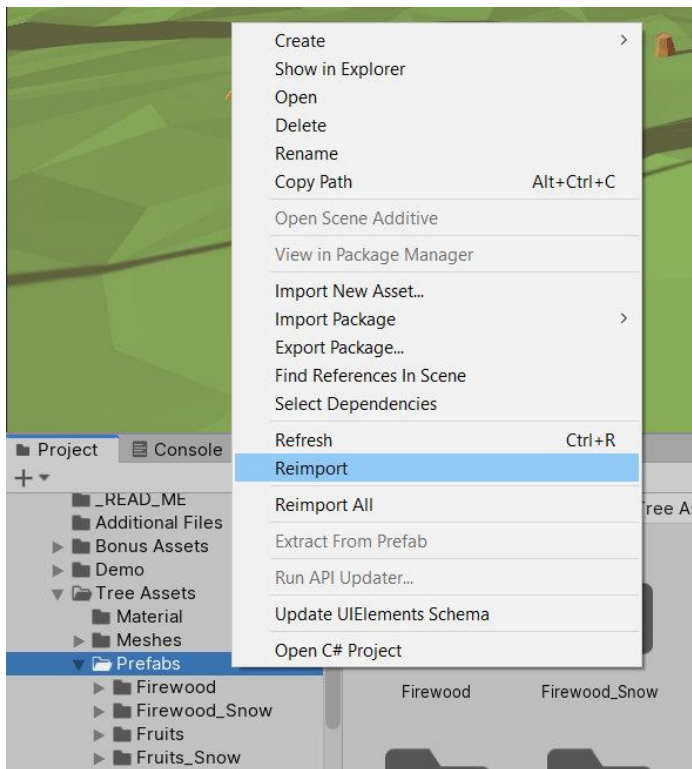 Create
Show in Explorer
Open
Delete
Rename
Copy Path Alt+Ctrl+C
Open Scene Additive
View in Package Manager
Import New Asset...
Import Package
Export Package...
Find References In Scene
Select Dependencies
Refresh Ctrl+R
Reimport
Reimport All
Extract From Prefab
Run API Updater...
Update UIElements Schema
Open C# Project
Project Console
_READ_ME
Additional Files
Bonus Assets
Demo
Tree Assets
Material
Meshes
Prefabs
Firewood
Firewood_Snow
Fruits
Fruits_Snow
Firewood Firewood_Snow